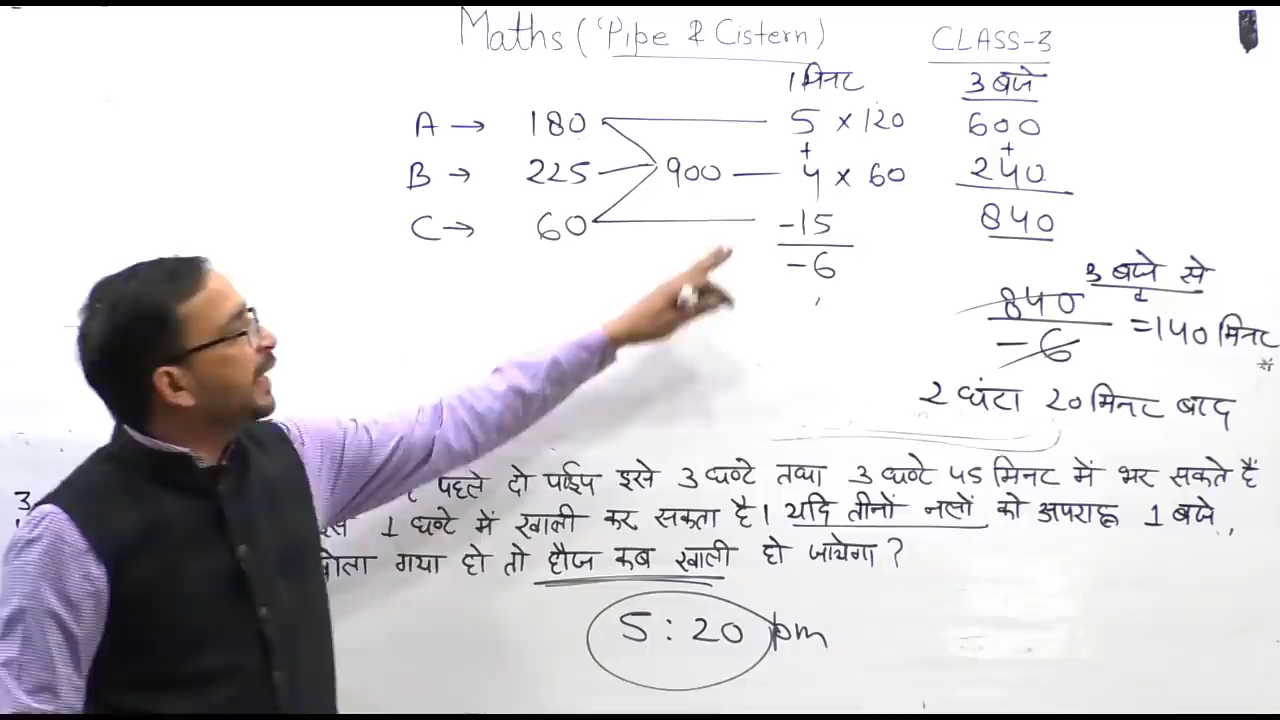 Maths ( 'Pipe & Cistern)
CLASS-3
1 मिनट
3 बजे
A → 180
5 × 120
600
+
+
B → 225
900
4 × 60
240
C → 60
-15
840
-6
3 बजे से
840
-6
= 140 मिनट
2 घंटा 20 मिनट बाद
3.
पहले दो पाईप इसे 3 घण्टे तथा 3 घण्टे 45 मिनट में भर सकते हैं
1 घण्टे में खाली कर सकता है। यदि तीनों नलों को अपराह्न 1 बजे,
गया हो तो हौज कब खाली हो जायेगा ?
5:20 pm